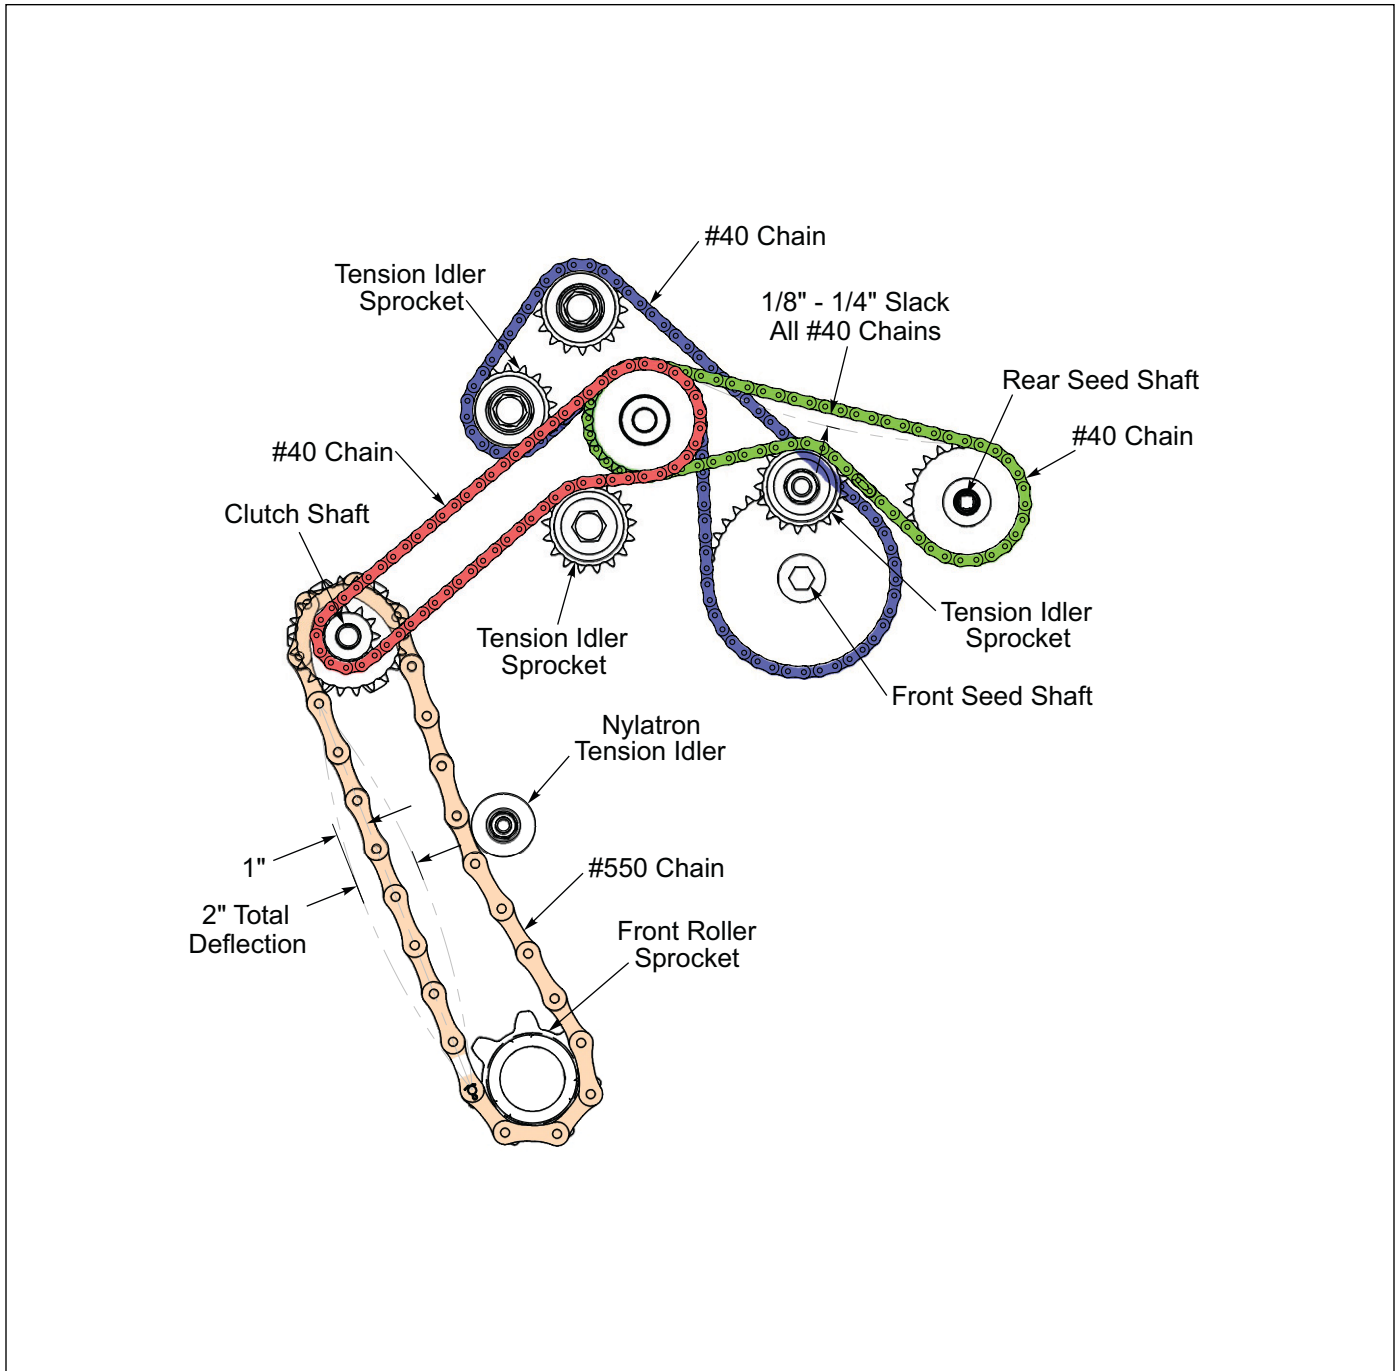 #40 Chain
Tension Idler
Sprocket
1/8" - 1/4" Slack
All #40 Chains
Rear Seed Shaft
#40 Chain
#40 Chain
Clutch Shaft
Tension Idler
Sprocket
Tension Idler
Sprocket
Front Seed Shaft
Nylatron
Tension Idler
1"
#550 Chain
2" Total
Deflection
Front Roller
Sprocket